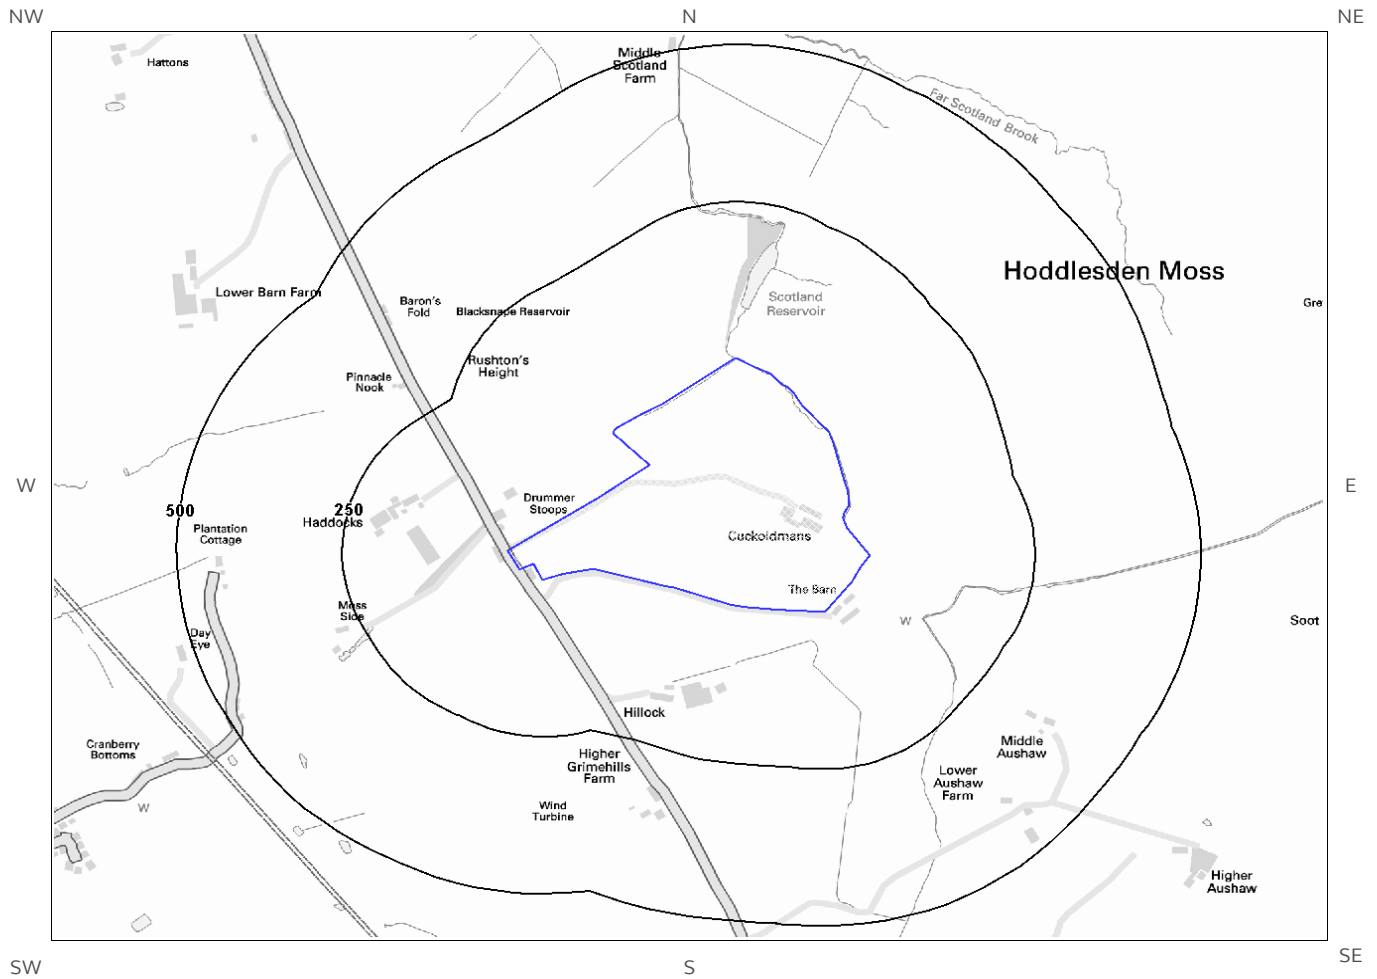 NW
N
NE
Hattons
Middle
Scotland
Farm
Far Scotland Brook
Hoddlesden Moss
Lower Barn Farm
Baron's
Fold
Blacksnape Reservoir
Scotland
Reservoir
Gre
Rushton's
Height
Pinnacle
Nook
W
E
500
250
Drummer
Stoops
Haddocks
Plantation
Cottage
Cuckoldmans
The Barn
Moss
Side
W
Soot
Day
Eye
Hillock
Cranberry
Bottoms
Higher
Grimehills
Farm
Middle
Aushaw
Lower
Aushaw
Farm
W
Wind
Turbine
Higher
Aushaw
SW
S
SE